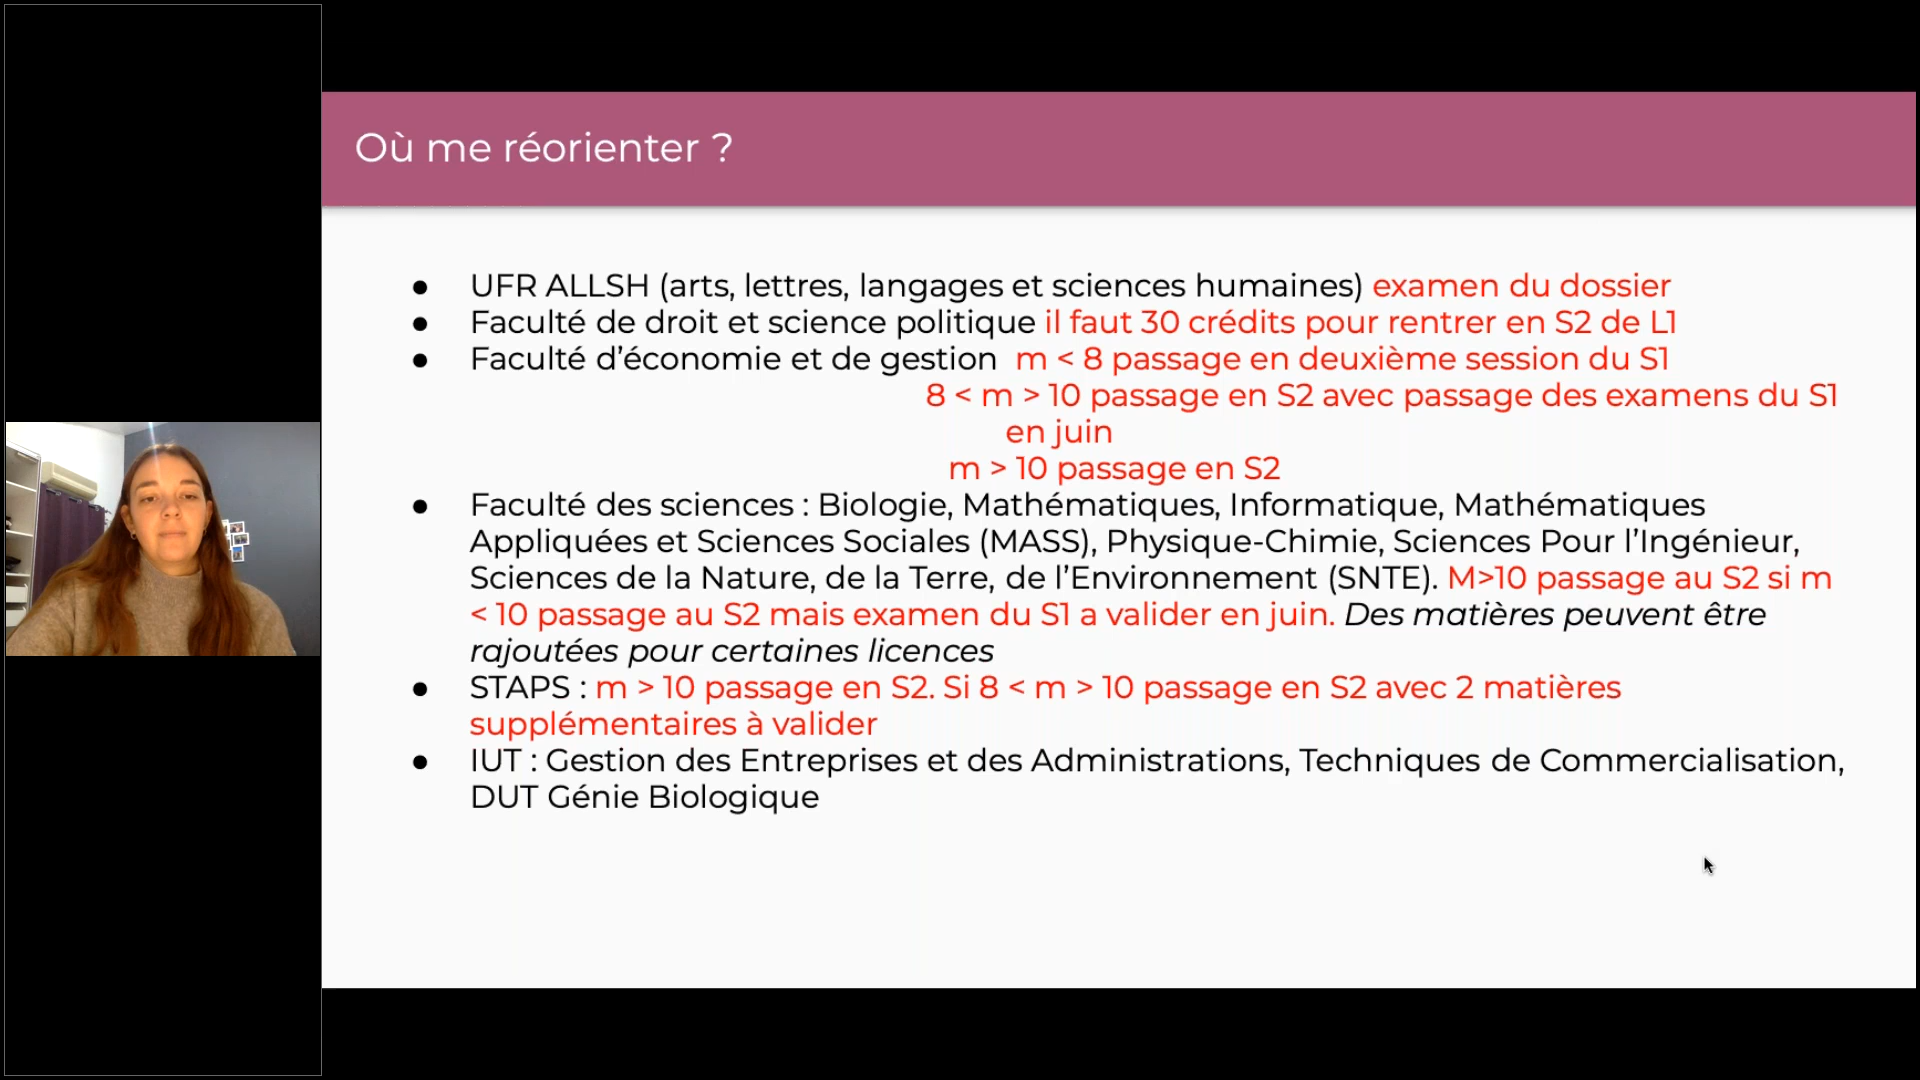 Où me réorienter ?
● UFR ALLSH (arts, lettres, langages et sciences humaines) examen du dossier
● Faculté de droit et science politique il faut 30 crédits pour rentrer en S2 de L1
● Faculté d’économie et de gestion m < 8 passage en deuxième session du S1
8 < m > 10 passage en S2 avec passage des examens du S1
en juin
m > 10 passage en S2
● Faculté des sciences : Biologie, Mathématiques, Informatique, Mathématiques
Appliquées et Sciences Sociales (MASS), Physique-Chimie, Sciences Pour l’Ingénieur,
Sciences de la Nature, de la Terre, de l’Environnement (SNTE). M>10 passage au S2 si m
< 10 passage au S2 mais examen du S1 a valider en juin. Des matières peuvent être
rajoutées pour certaines licences
● STAPS : m > 10 passage en S2. Si 8 < m > 10 passage en S2 avec 2 matières
supplémentaires à valider
● IUT : Gestion des Entreprises et des Administrations, Techniques de Commercialisation,
DUT Génie Biologique